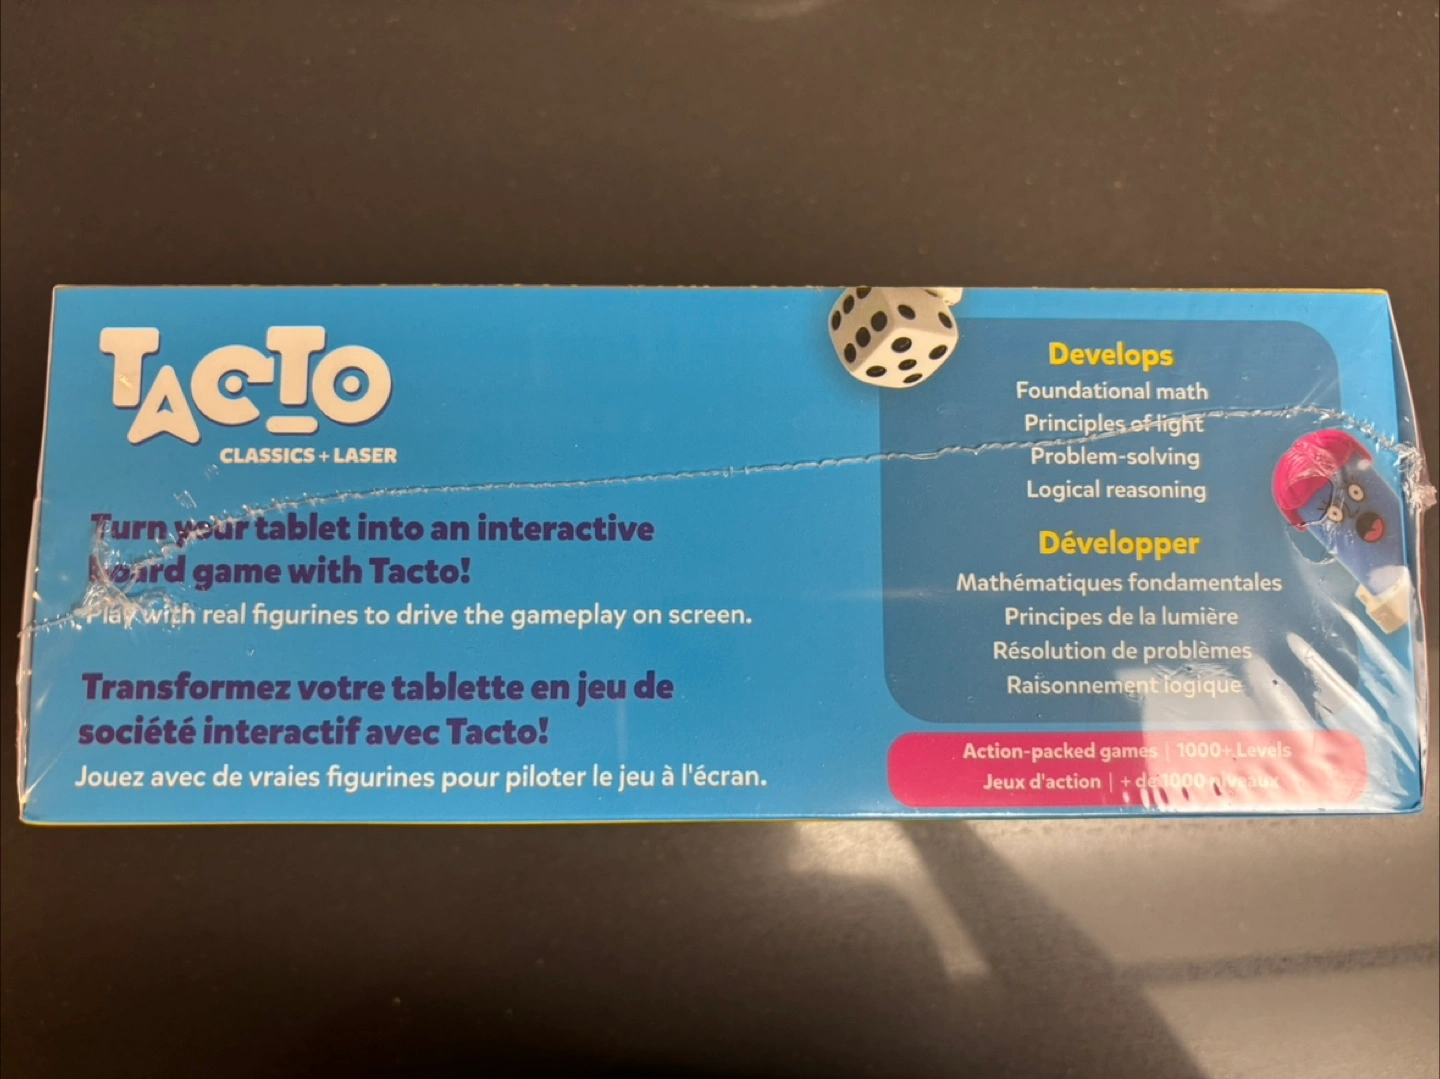 TACTO
CLASSICS + LASER
Turn your tablet into an interactive
board game with Tacto!
Play with real figurines to drive the gameplay on screen.
Transformez votre tablette en jeu de
société interactif avec Tacto!
Jouez avec de vraies figurines pour piloter le jeu à l'écran.
Develops
Foundational math
Principles of light
Problem-solving
Logical reasoning
Développer
Mathématiques fondamentales
Principes de la lumière
Résolution de problèmes
Raisonnement logique
Action-packed games | 1000+ Levels
Jeux d'action | + de 1000 niveaux